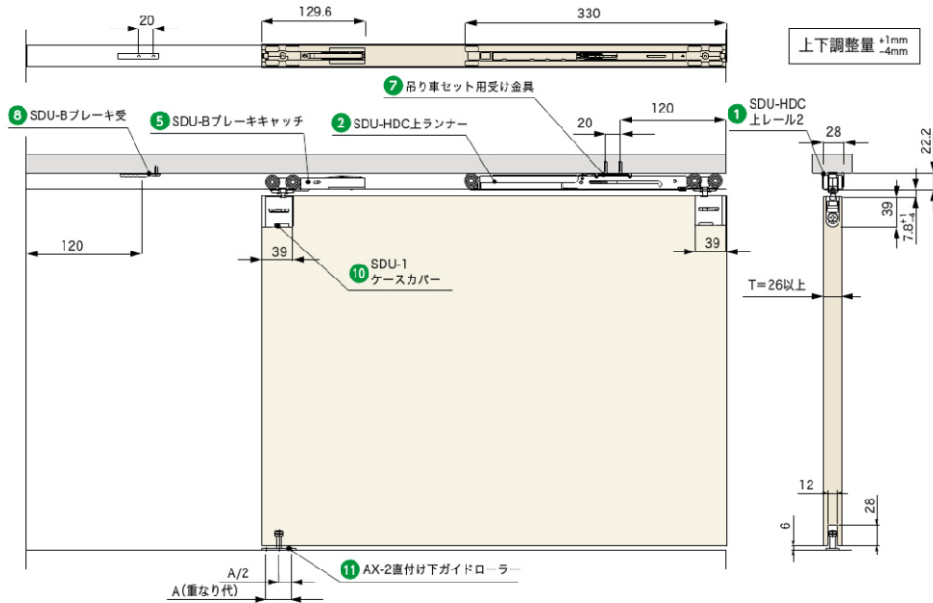 129.6
330
20
上下調整量 +1mm -4mm
7 吊り車セット用受け金具
8 SDU-Bブレーキ受
5 SDU-Bブレーキキャッチ
2 SDU-HDC上ランナー
20
120
1 SDU-HDC
上レール2
28
22.2
39
7.8 +1 -4
120
39
10 SDU-1
ケースカバー
39
T=26以上
12
28
6
11 AX-2直付け下ガイドローラー
A/2
A(重なり代)